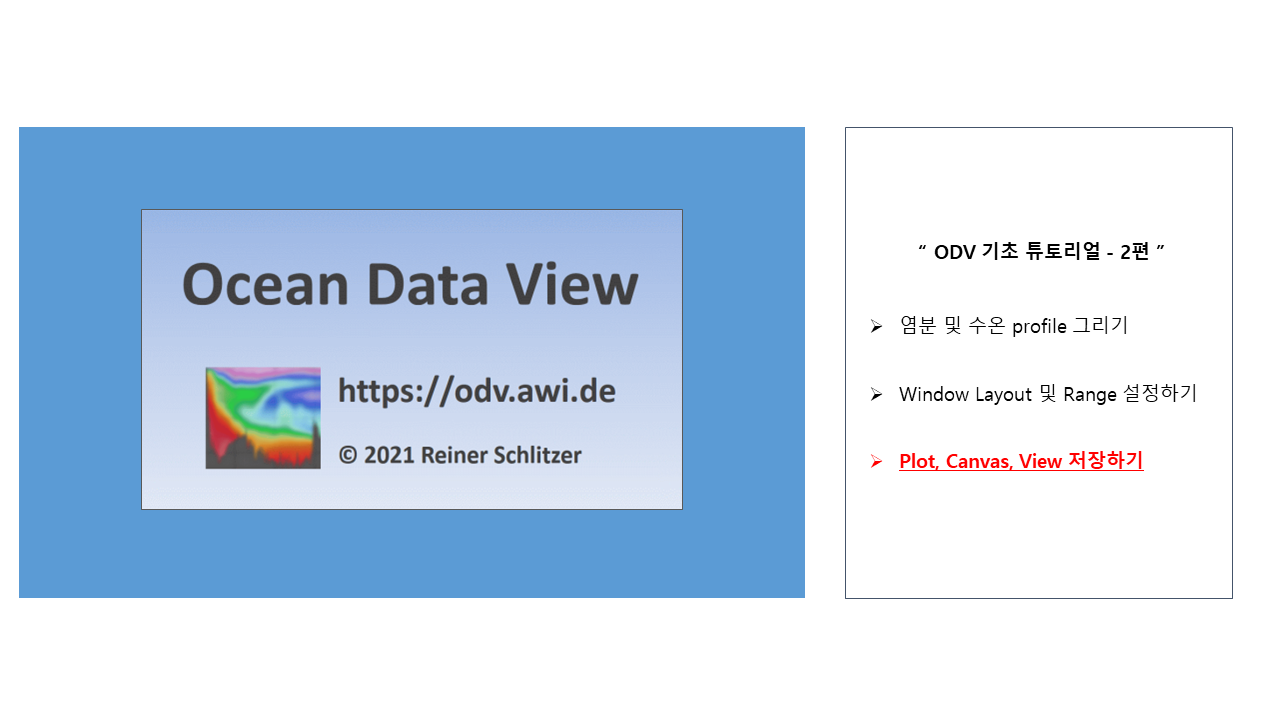 Ocean Data View
https://odv.awi.de
© 2021 Reiner Schlitzer
“ ODV 기초 튜토리얼 - 2편 ”
➢ 염분 및 수온 profile 그리기
➢ Window Layout 및 Range 설정하기
➢ Plot, Canvas, View 저장하기